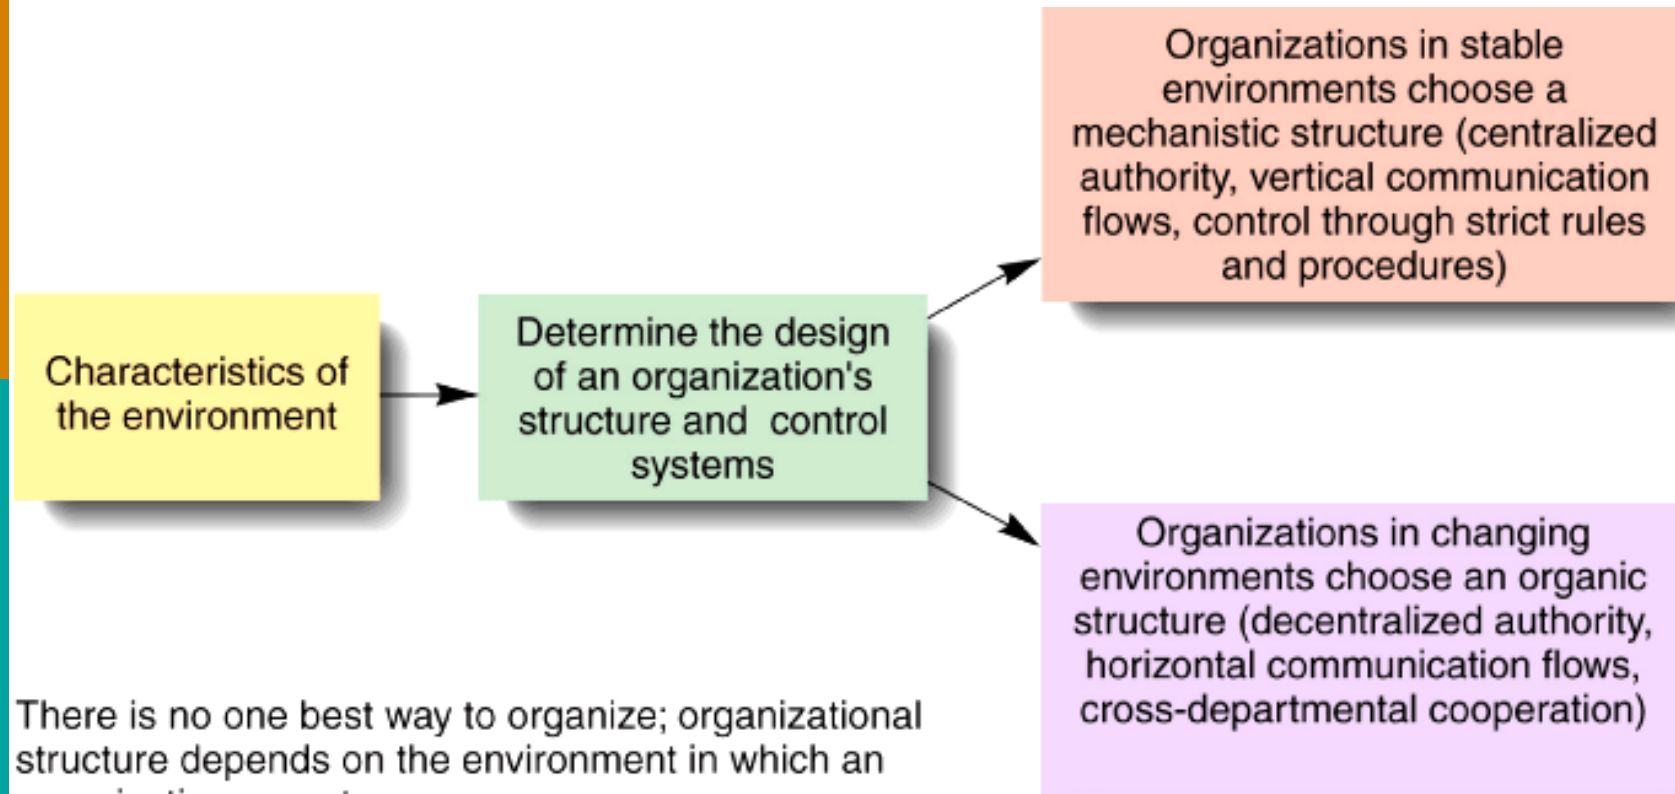 Characteristics of
the environment
Determine the design
of an organization's
structure and control
systems
Organizations in stable
environments choose a
mechanistic structure (centralized
authority, vertical communication
flows, control through strict rules
and procedures)
Organizations in changing
environments choose an organic
structure (decentralized authority,
horizontal communication flows,
cross-departmental cooperation)
There is no one best way to organize; organizational
structure depends on the environment in which an